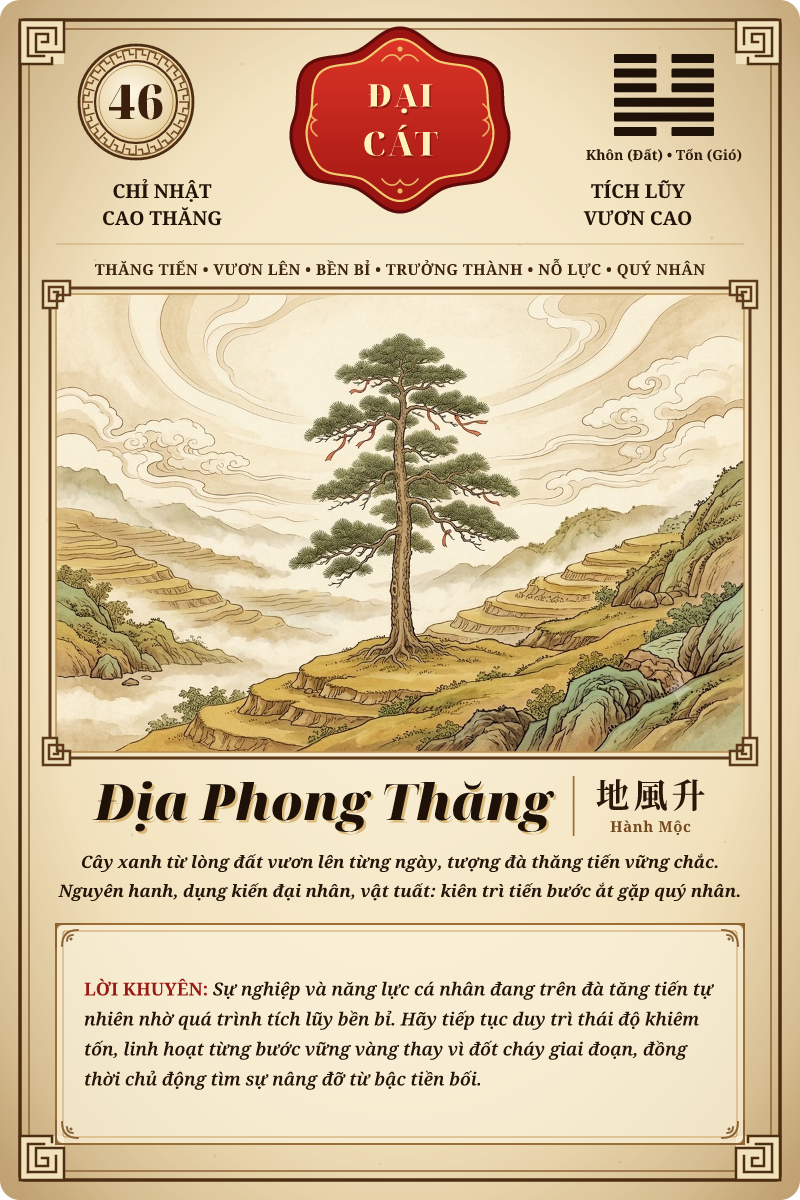 46
ĐẠI
CÁT
Khôn (Đất) • Tốn (Gió)
CHỈ NHẬT
CAO THĂNG
TÍCH LŨY
VƯƠN CAO
THĂNG TIẾN • VƯƠN LÊN • BỀN BỈ • TRƯỞNG THÀNH • NỖ LỰC • QUÝ NHÂN
Địa Phong Thăng
地風升
Hành Mộc
Cây xanh từ lòng đất vươn lên từng ngày, tượng đà thăng tiến vững chắc.
Nguyên hanh, dụng kiến đại nhân, vật tuất: kiên trì tiến bước ắt gặp quý nhân.
LỜI KHUYÊN: Sự nghiệp và năng lực cá nhân đang trên đà tăng tiến tự
nhiên nhờ quá trình tích lũy bền bỉ. Hãy tiếp tục duy trì thái độ khiêm
tốn, linh hoạt từng bước vững vàng thay vì đốt cháy giai đoạn, đồng
thời chủ động tìm sự nâng đỡ từ bậc tiền bối.